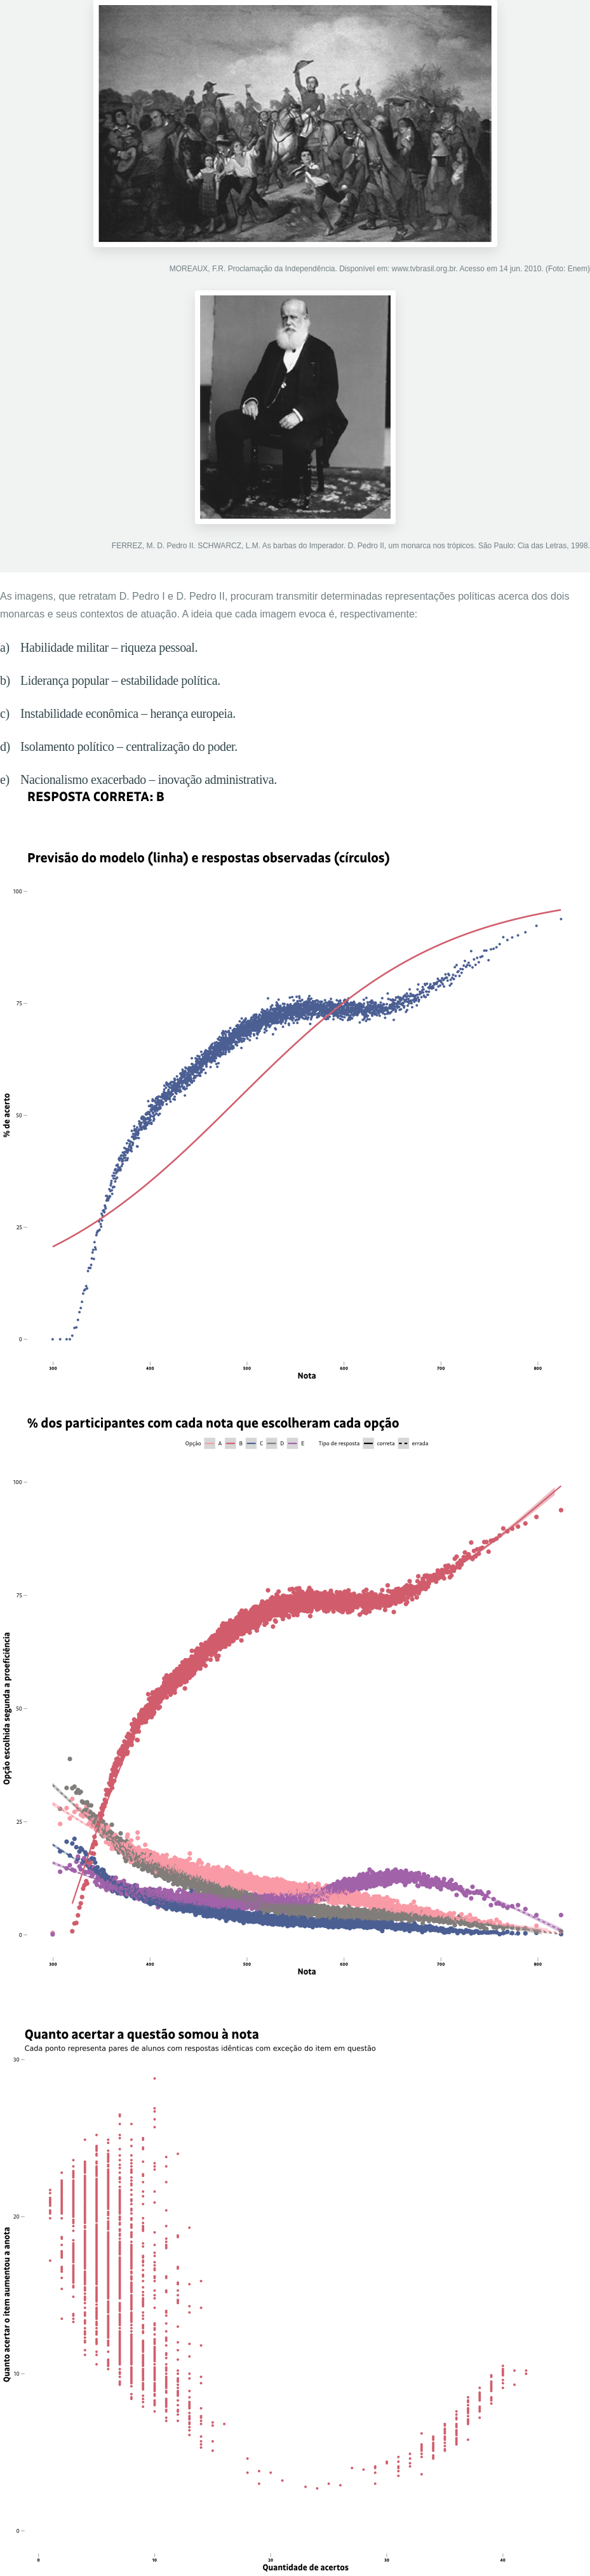 MOREAUX, F.R. Proclamação da Independência. Disponível em: www.tvbrasil.org.br. Acesso em 14 jun. 2010. (Foto: Enem)
FERREZ, M. D. Pedro II. SCHWARCZ, L.M. As barbas do Imperador. D. Pedro II, um monarca nos trópicos. São Paulo: Cia das Letras, 1998.
As imagens, que retratam D. Pedro I e D. Pedro II, procuram transmitir determinadas representações políticas acerca dos dois
monarcas e seus contextos de atuação. A ideia que cada imagem evoca é, respectivamente:
a) Habilidade militar – riqueza pessoal.
b) Liderança popular – estabilidade política.
c) Instabilidade econômica – herança europeia.
d) Isolamento político – centralização do poder.
e) Nacionalismo exacerbado – inovação administrativa.
RESPOSTA CORRETA: B
Previsão do modelo (linha) e respostas observadas (círculos)
% de acerto
100
75
50
25
0
300 400 500 600 700 800
Nota
% dos participantes com cada nota que escolheram cada opção
Opção A B C D E Tipo de resposta correta errada
Opção escolhida segunda a proeficiência
100
75
50
25
0
300 400 500 600 700 800
Nota
Quanto acertar a questão somou à nota
Cada ponto representa pares de alunos com respostas idênticas com exceção do item em questão
Quanto acertar o item aumentou a anota
30
20
10
0
0 10 20 30 40
Quantidade de acertos